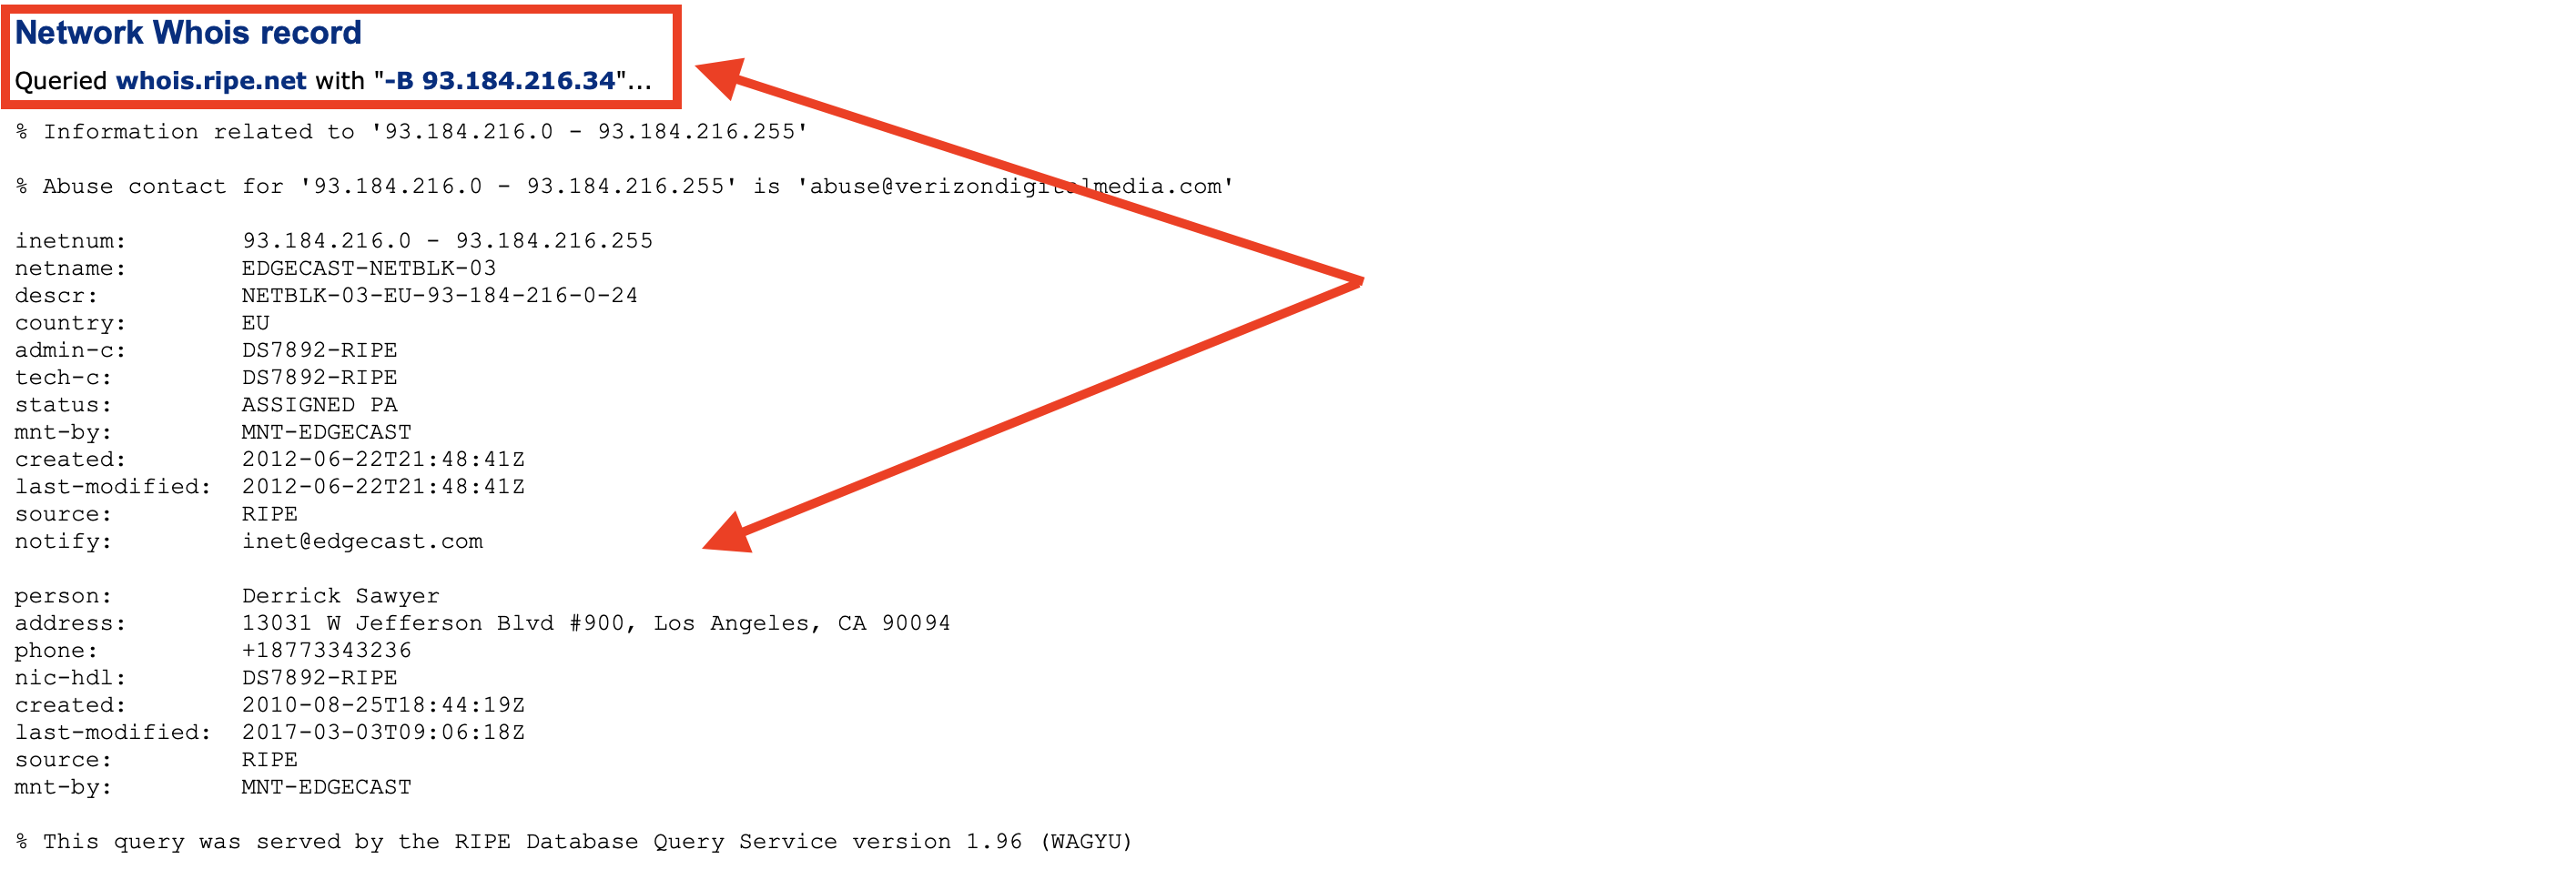 Network Whois record
Queried whois.ripe.net with "-B 93.184.216.34"...
% Information related to '93.184.216.0 - 93.184.216.255'
% Abuse contact for '93.184.216.0 - 93.184.216.255' is 'abuse@verizondigitalmedia.com'
inetnum:        93.184.216.0 - 93.184.216.255
netname:        EDGECAST-NETBLK-03
descr:          NETBLK-03-EU-93-184-216-0-24
country:        EU
admin-c:        DS7892-RIPE
tech-c:         DS7892-RIPE
status:         ASSIGNED PA
mnt-by:         MNT-EDGECAST
created:        2012-06-22T21:48:41Z
last-modified:  2012-06-22T21:48:41Z
source:         RIPE
notify:         inet@edgecast.com
person:         Derrick Sawyer
address:        13031 W Jefferson Blvd #900, Los Angeles, CA 90094
phone:          +18773343236
nic-hdl:        DS7892-RIPE
created:        2010-08-25T18:44:19Z
last-modified:  2017-03-03T09:06:18Z
source:         RIPE
mnt-by:         MNT-EDGECAST
% This query was served by the RIPE Database Query Service version 1.96 (WAGYU)